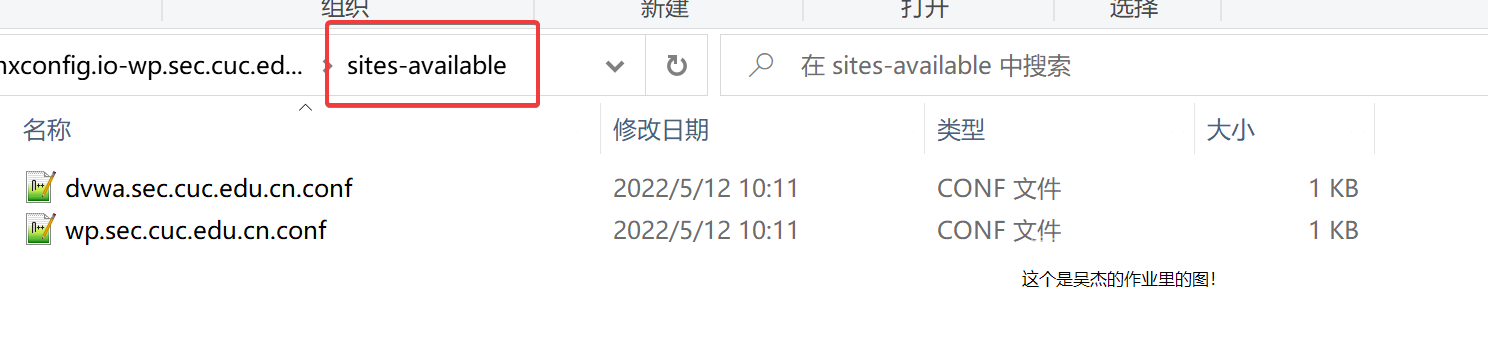 组织 新建 打开 选择
nxconfig.io-wp.sec.cuc.ed... › sites-available 在 sites-available 中搜索
名称 修改日期 类型 大小
dvwa.sec.cuc.edu.cn.conf 2022/5/12 10:11 CONF 文件 1 KB
wp.sec.cuc.edu.cn.conf 2022/5/12 10:11 CONF 文件 1 KB
这个是吴杰的作业里的图!